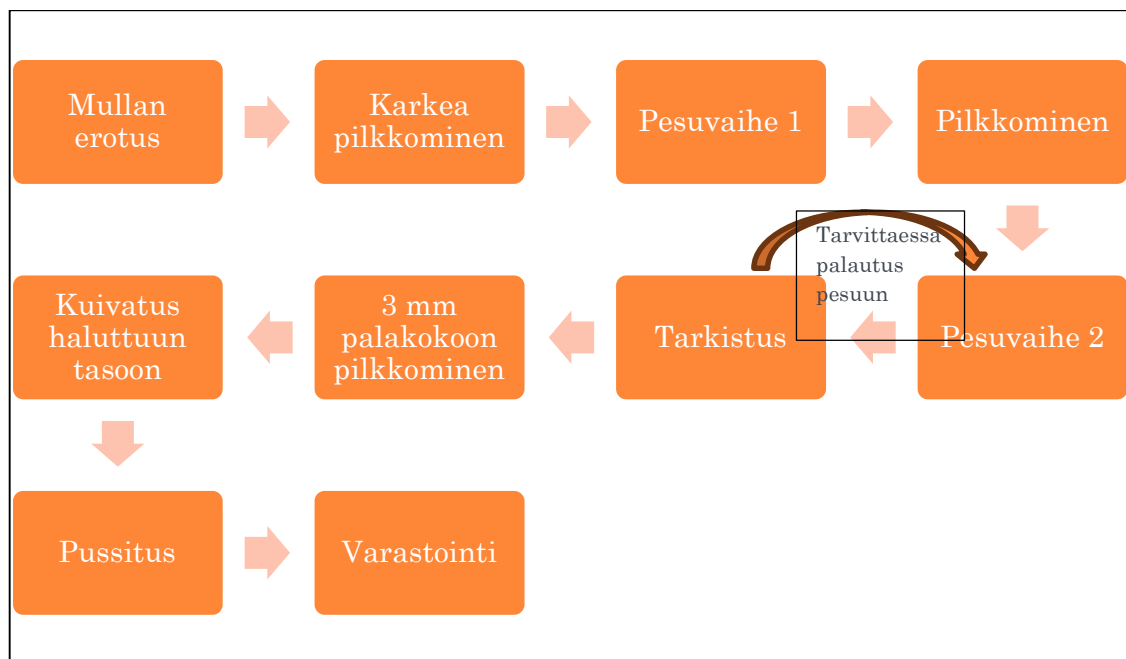 Mullan
erotus
Karkea
pilkkominen
Pesuvaihe 1
Pilkkominen
Tarvittaessa
palautus
pesuun
Pesuvaihe 2
Tarkistus
3 mm
palakokoon
pilkkominen
Kuivatus
haluttuun
tasoon
Pussitus
Varastointi